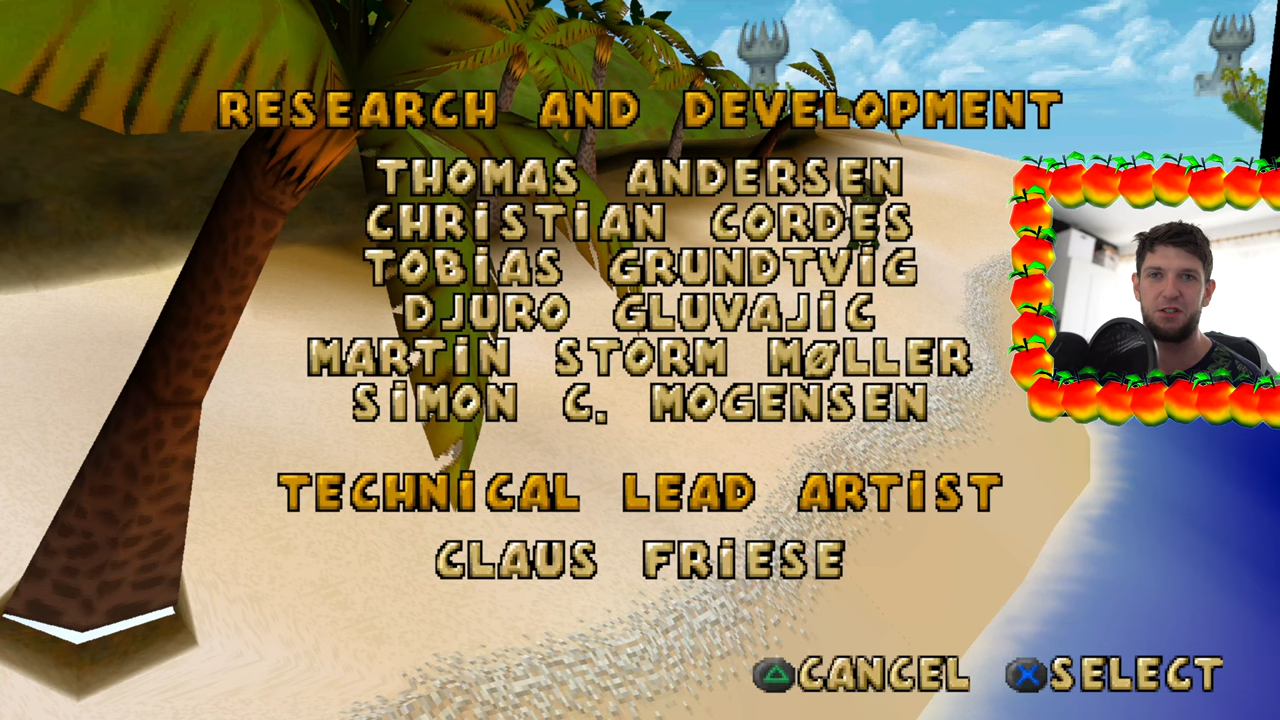 RESEARCH AND DEVELOPMENT
THOMAS ANDERSEN
CHRiSTiAN CORDES
TOBiAS GRUNDTViG
DJURO GLUVAJiC
MARTiN STORM MØLLER
SiMON C. MOGENSEN
TECHNiCAL LEAD ARTiST
CLAUS FRiESE
CANCEL SELECT